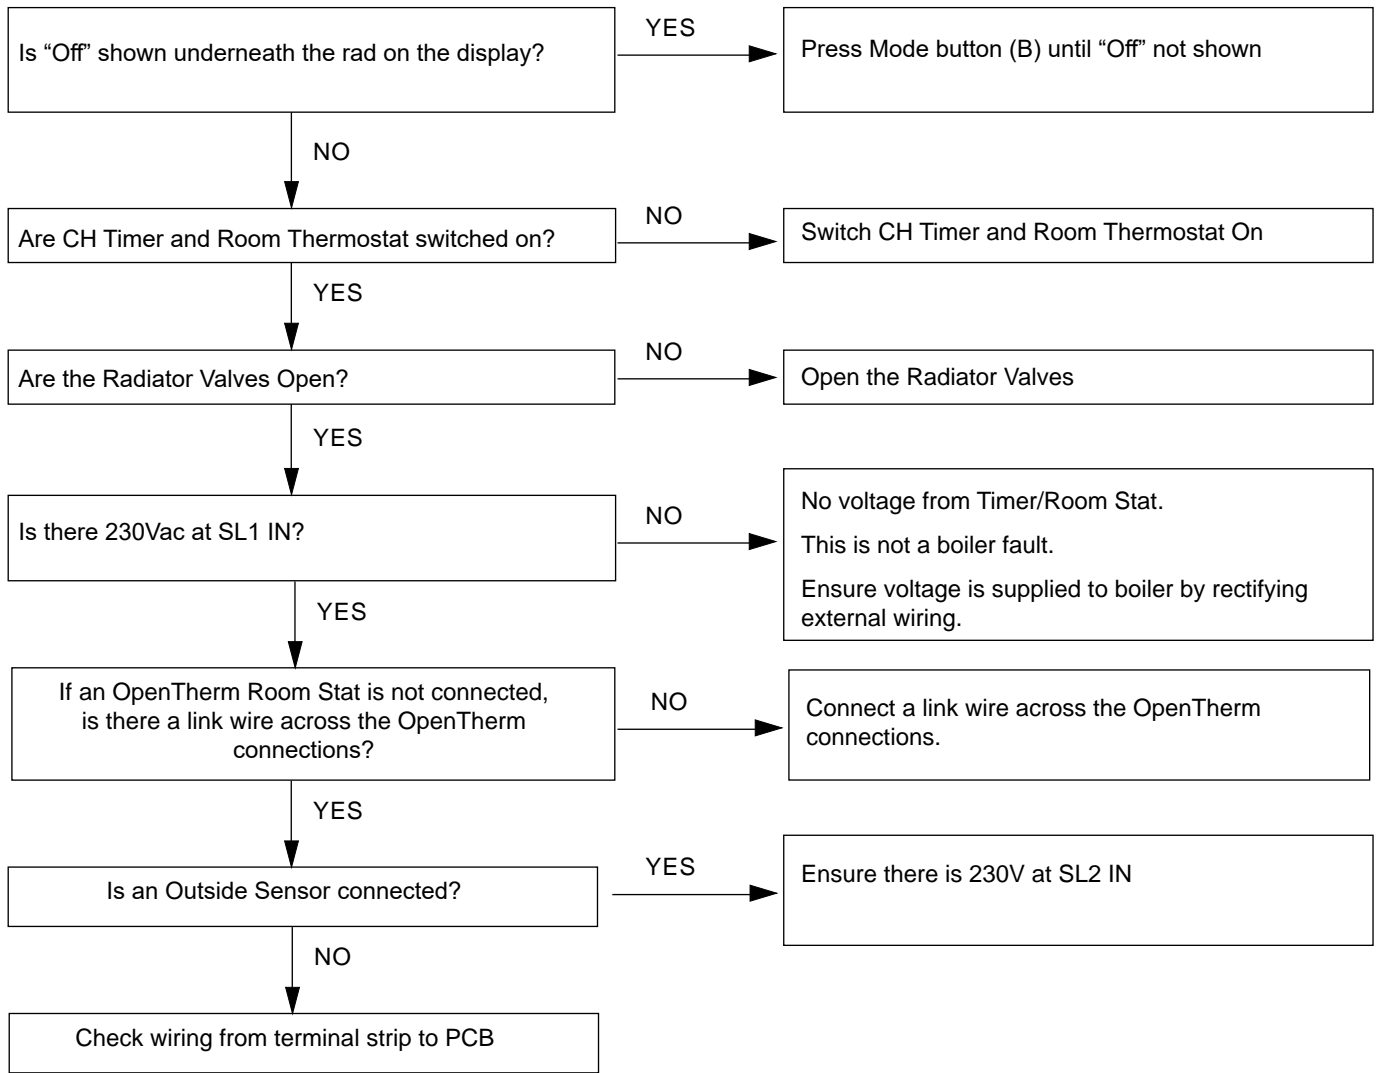 Is “Off” shown underneath the rad on the display?
YES
Press Mode button (B) until “Off” not shown
NO
Are CH Timer and Room Thermostat switched on?
NO
Switch CH Timer and Room Thermostat On
YES
Are the Radiator Valves Open?
NO
Open the Radiator Valves
YES
Is there 230Vac at SL1 IN?
NO
No voltage from Timer/Room Stat.
This is not a boiler fault.
Ensure voltage is supplied to boiler by rectifying
external wiring.
YES
If an OpenTherm Room Stat is not connected,
is there a link wire across the OpenTherm
connections?
NO
Connect a link wire across the OpenTherm
connections.
YES
Is an Outside Sensor connected?
YES
Ensure there is 230V at SL2 IN
NO
Check wiring from terminal strip to PCB